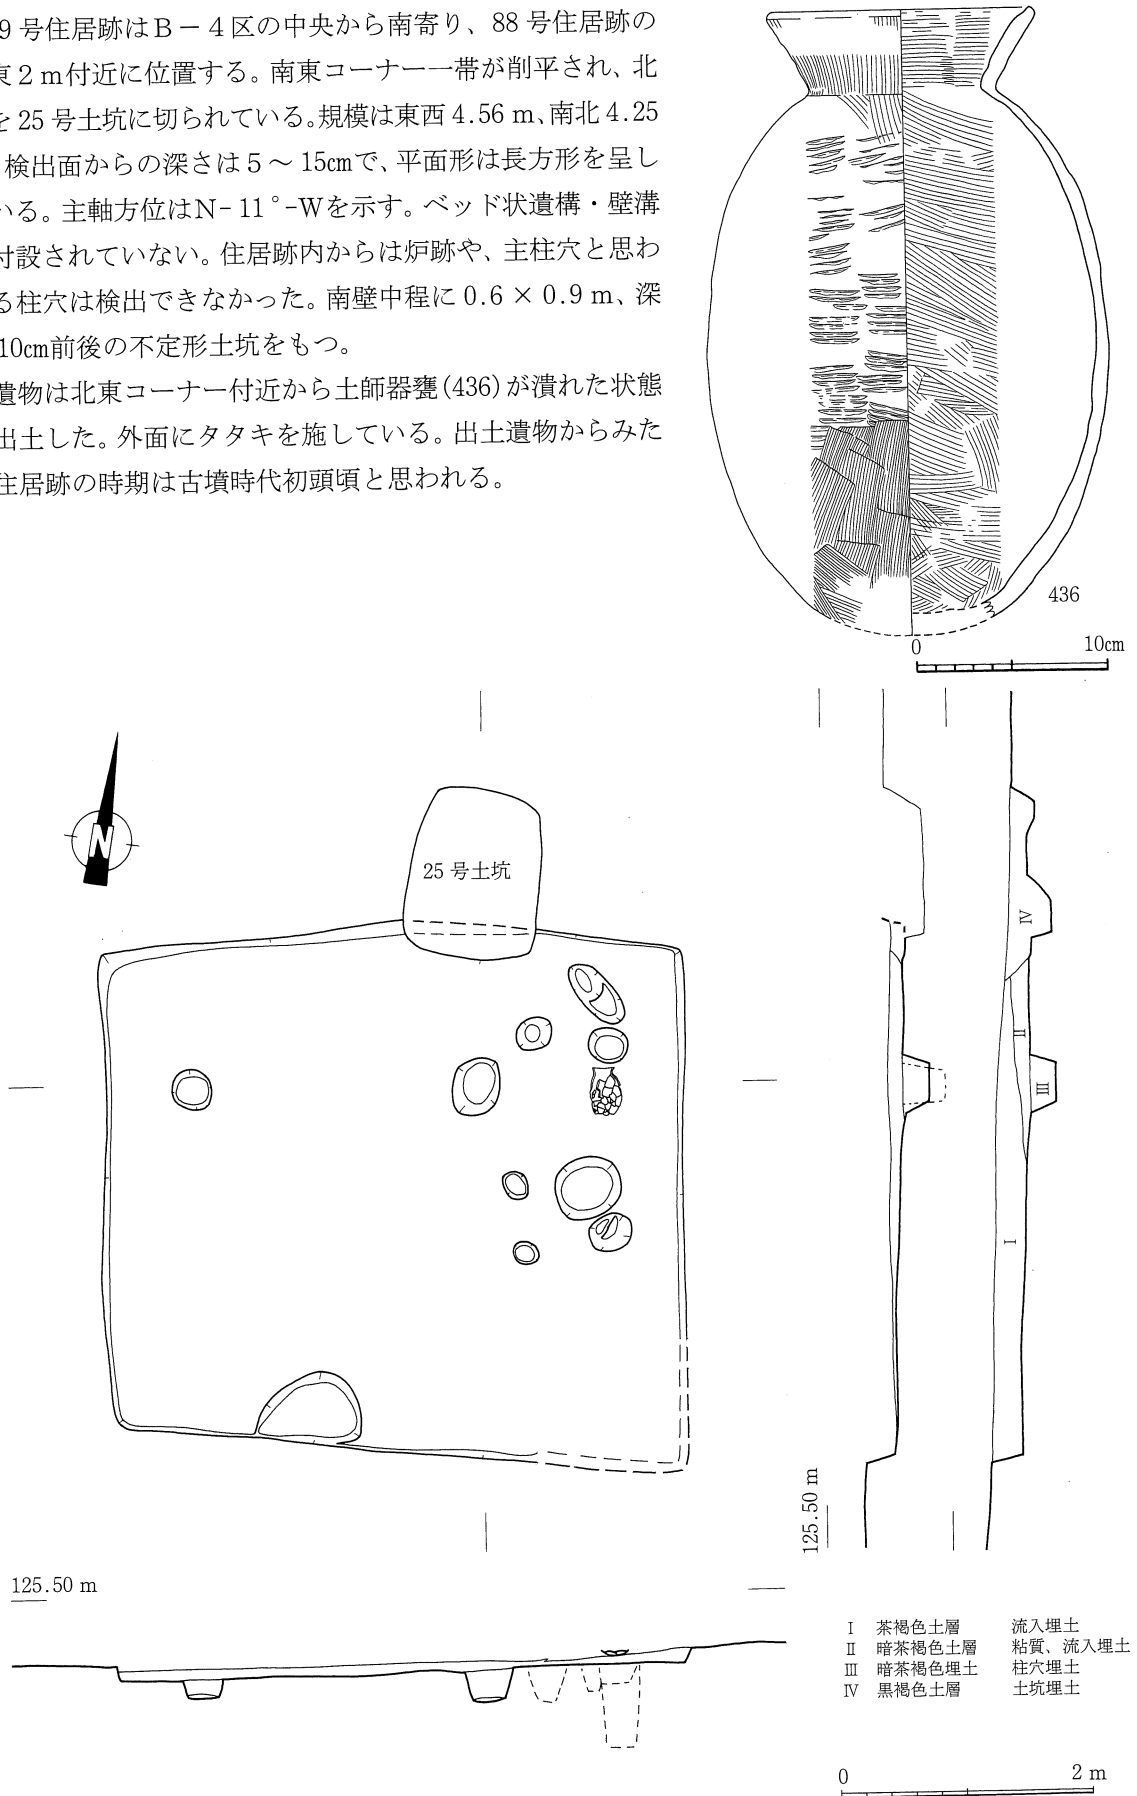 9 号住居跡はB－4区の中央から南寄り、88 号住居跡の
東2m付近に位置する。南東コーナー一帯が削平され、北
を 25 号土坑に切られている。規模は東西 4.56 m、南北 4.25
検出面からの深さは5～15㎝で、平面形は長方形を呈し
いる。主軸方位はN-11°-Wを示す。ベッド状遺構・壁溝
付設されていない。住居跡内からは炉跡や、主柱穴と思わ
る柱穴は検出できなかった。南壁中程に 0.6 × 0.9 m、深
10㎝前後の不定形土坑をもつ。
遺物は北東コーナー付近から土師器甕(436)が潰れた状態
出土した。外面にタタキを施している。出土遺物からみた
住居跡の時期は古墳時代初頭頃と思われる。
436
0 10㎝
N
25 号土坑
Ⅳ
Ⅱ
Ⅲ
Ⅰ
125.50 m
125.50 m
Ⅰ 茶褐色土層 流入埋土
Ⅱ 暗茶褐色土層 粘質、流入埋土
Ⅲ 暗茶褐色埋土 柱穴埋土
Ⅳ 黒褐色土層 土坑埋土
0 2 m